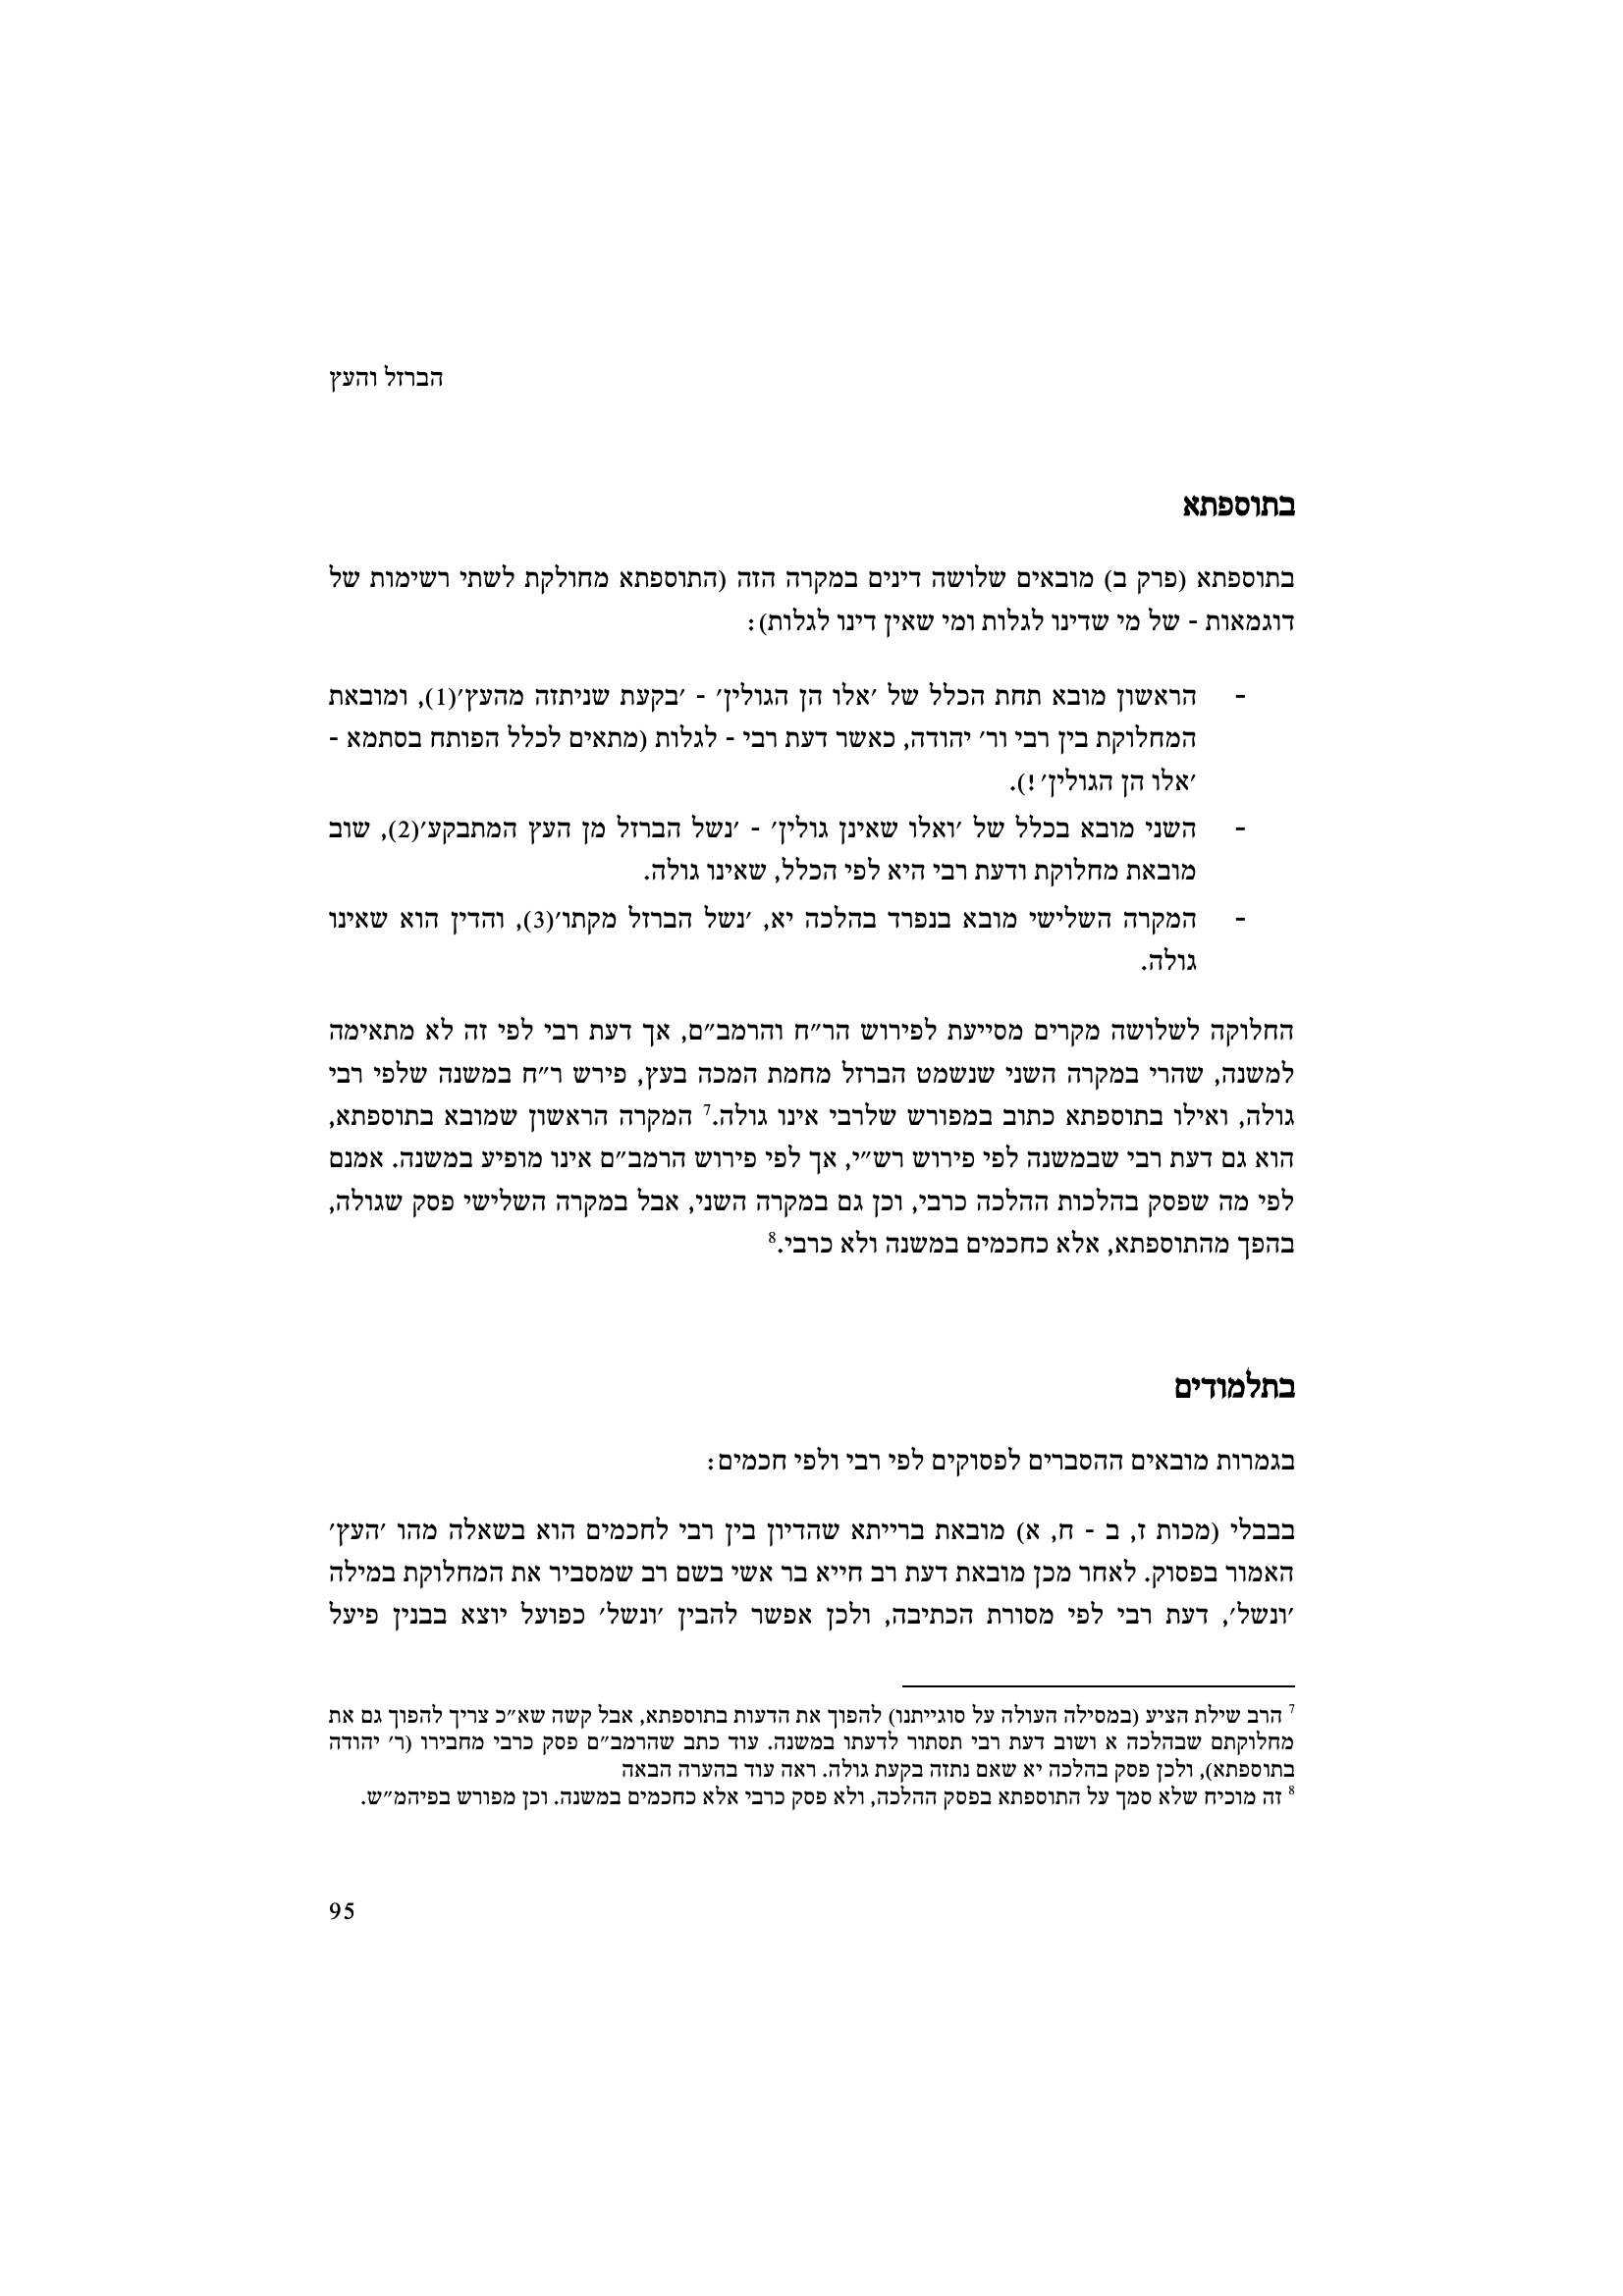 הברזל והעץ
בתוספתא
בתוספתא (פרק ב) מובאים שלושה דינים במקרה הזה (התוספתא מחולקת לשתי רשימות של
דוגמאות - של מי שדינו לגלות ומי שאין דינו לגלות):
- הראשון מובא תחת הכלל של ׳אלו הן הגולין׳ - ׳בקעת שניתזה מהעץ׳(1), ומובאת
המחלוקת בין רבי ור׳ יהודה, כאשר דעת רבי - לגלות (מתאים לכלל הפותח בסתמא -
׳אלו הן הגולין׳!).
- השני מובא בכלל של ׳ואלו שאינן גולין׳ - ׳נשל הברזל מן העץ המתבקע׳(2), שוב
מובאת מחלוקת ודעת רבי היא לפי הכלל, שאינו גולה.
- המקרה השלישי מובא בנפרד בהלכה יא, ׳נשל הברזל מקתו׳(3), והדין הוא שאינו
גולה.
החלוקה לשלושה מקרים מסייעת לפירוש הר״ח והרמב״ם, אך דעת רבי לפי זה לא מתאימה
למשנה, שהרי במקרה השני שנשמט הברזל מחמת המכה בעץ, פירש ר״ח במשנה שלפי רבי
גולה, ואילו בתוספתא כתוב במפורש שלרבי אינו גולה.7 המקרה הראשון שמובא בתוספתא,
הוא גם דעת רבי שבמשנה לפי פירוש רש״י, אך לפי פירוש הרמב״ם אינו מופיע במשנה. אמנם
לפי מה שפסק בהלכות ההלכה כרבי, וכן גם במקרה השני, אבל במקרה השלישי פסק שגולה,
בהפך מהתוספתא, אלא כחכמים במשנה ולא כרבי.8
בתלמודים
בגמרות מובאים ההסברים לפסוקים לפי רבי ולפי חכמים:
בבבלי (מכות ז, ב - ח, א) מובאת ברייתא שהדיון בין רבי לחכמים הוא בשאלה מהו ׳העץ׳
האמור בפסוק. לאחר מכן מובאת דעת רב חייא בר אשי בשם רב שמסביר את המחלוקת במילה
׳ונשל׳, דעת רבי לפי מסורת הכתיבה, ולכן אפשר להבין ׳ונשל׳ כפועל יוצא בבנין פיעל
7 הרב שילת הציע (במסילה העולה על סוגייתנו) להפוך את הדעות בתוספתא, אבל קשה שא״כ צריך להפוך גם את
מחלוקתם שבהלכה א ושוב דעת רבי תסתור לדעתו במשנה. עוד כתב שהרמב״ם פסק כרבי מחבירו (ר׳ יהודה
בתוספתא), ולכן פסק בהלכה יא שאם נתזה בקעת גולה. ראה עוד בהערה הבאה
8 זה מוכיח שלא סמך על התוספתא בפסק ההלכה, ולא פסק כרבי אלא כחכמים במשנה. וכן מפורש בפיהמ״ש.
95